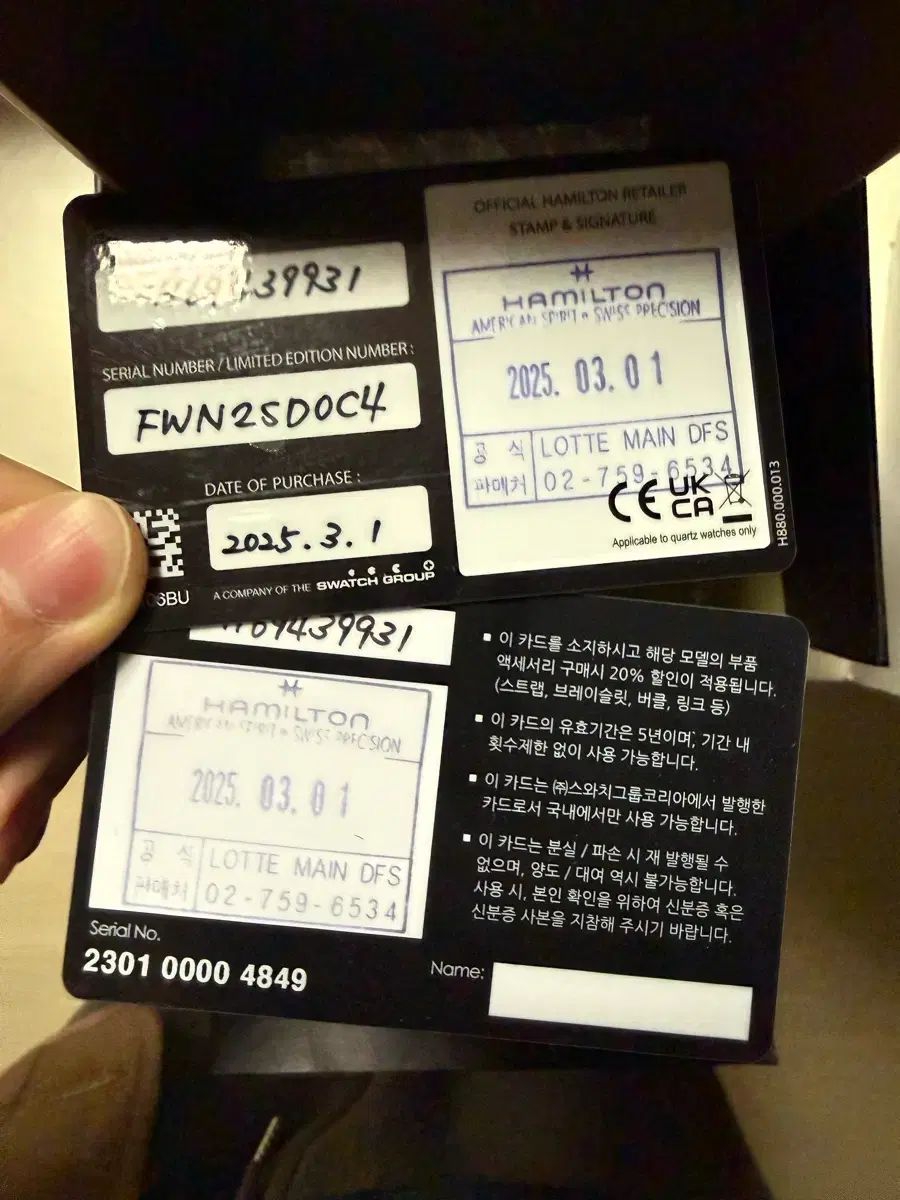 H69439931
SERIAL NUMBER / LIMITED EDITION NUMBER :
FWN25D0C4
DATE OF PURCHASE :
2025.3.1
06BU
A COMPANY OF THE SWATCH GROUP
OFFICIAL HAMILTON RETAILER
STAMP & SIGNATURE
HAMILTON
AMERICAN SPIRIT • SWISS PRECISION
2025. 03. 01
공 식 LOTTE MAIN DFS
판매처 02-759-6534
CE UK CA
Applicable to quartz watches only
H880.000.013
H69439931
HAMILTON
AMERICAN SPIRIT • SWISS PRECISION
2025. 03. 01
공 식 LOTTE MAIN DFS
판매처 02-759-6534
Serial No.
2301 0000 4849
▪ 이 카드를 소지하시고 해당 모델의 부품
액세서리 구매시 20% 할인이 적용됩니다.
(스트랩, 브레이슬릿, 버클, 링크 등)
▪ 이 카드의 유효기간은 5년이며, 기간 내
횟수제한 없이 사용 가능합니다.
▪ 이 카드는 ㈜스와치그룹코리아에서 발행한
카드로서 국내에서만 사용 가능합니다.
▪ 이 카드는 분실 / 파손 시 재 발행될 수
없으며, 양도 / 대여 역시 불가능합니다.
사용 시, 본인 확인을 위하여 신분증 혹은
신분증 사본을 지참해 주시기 바랍니다.
Name: